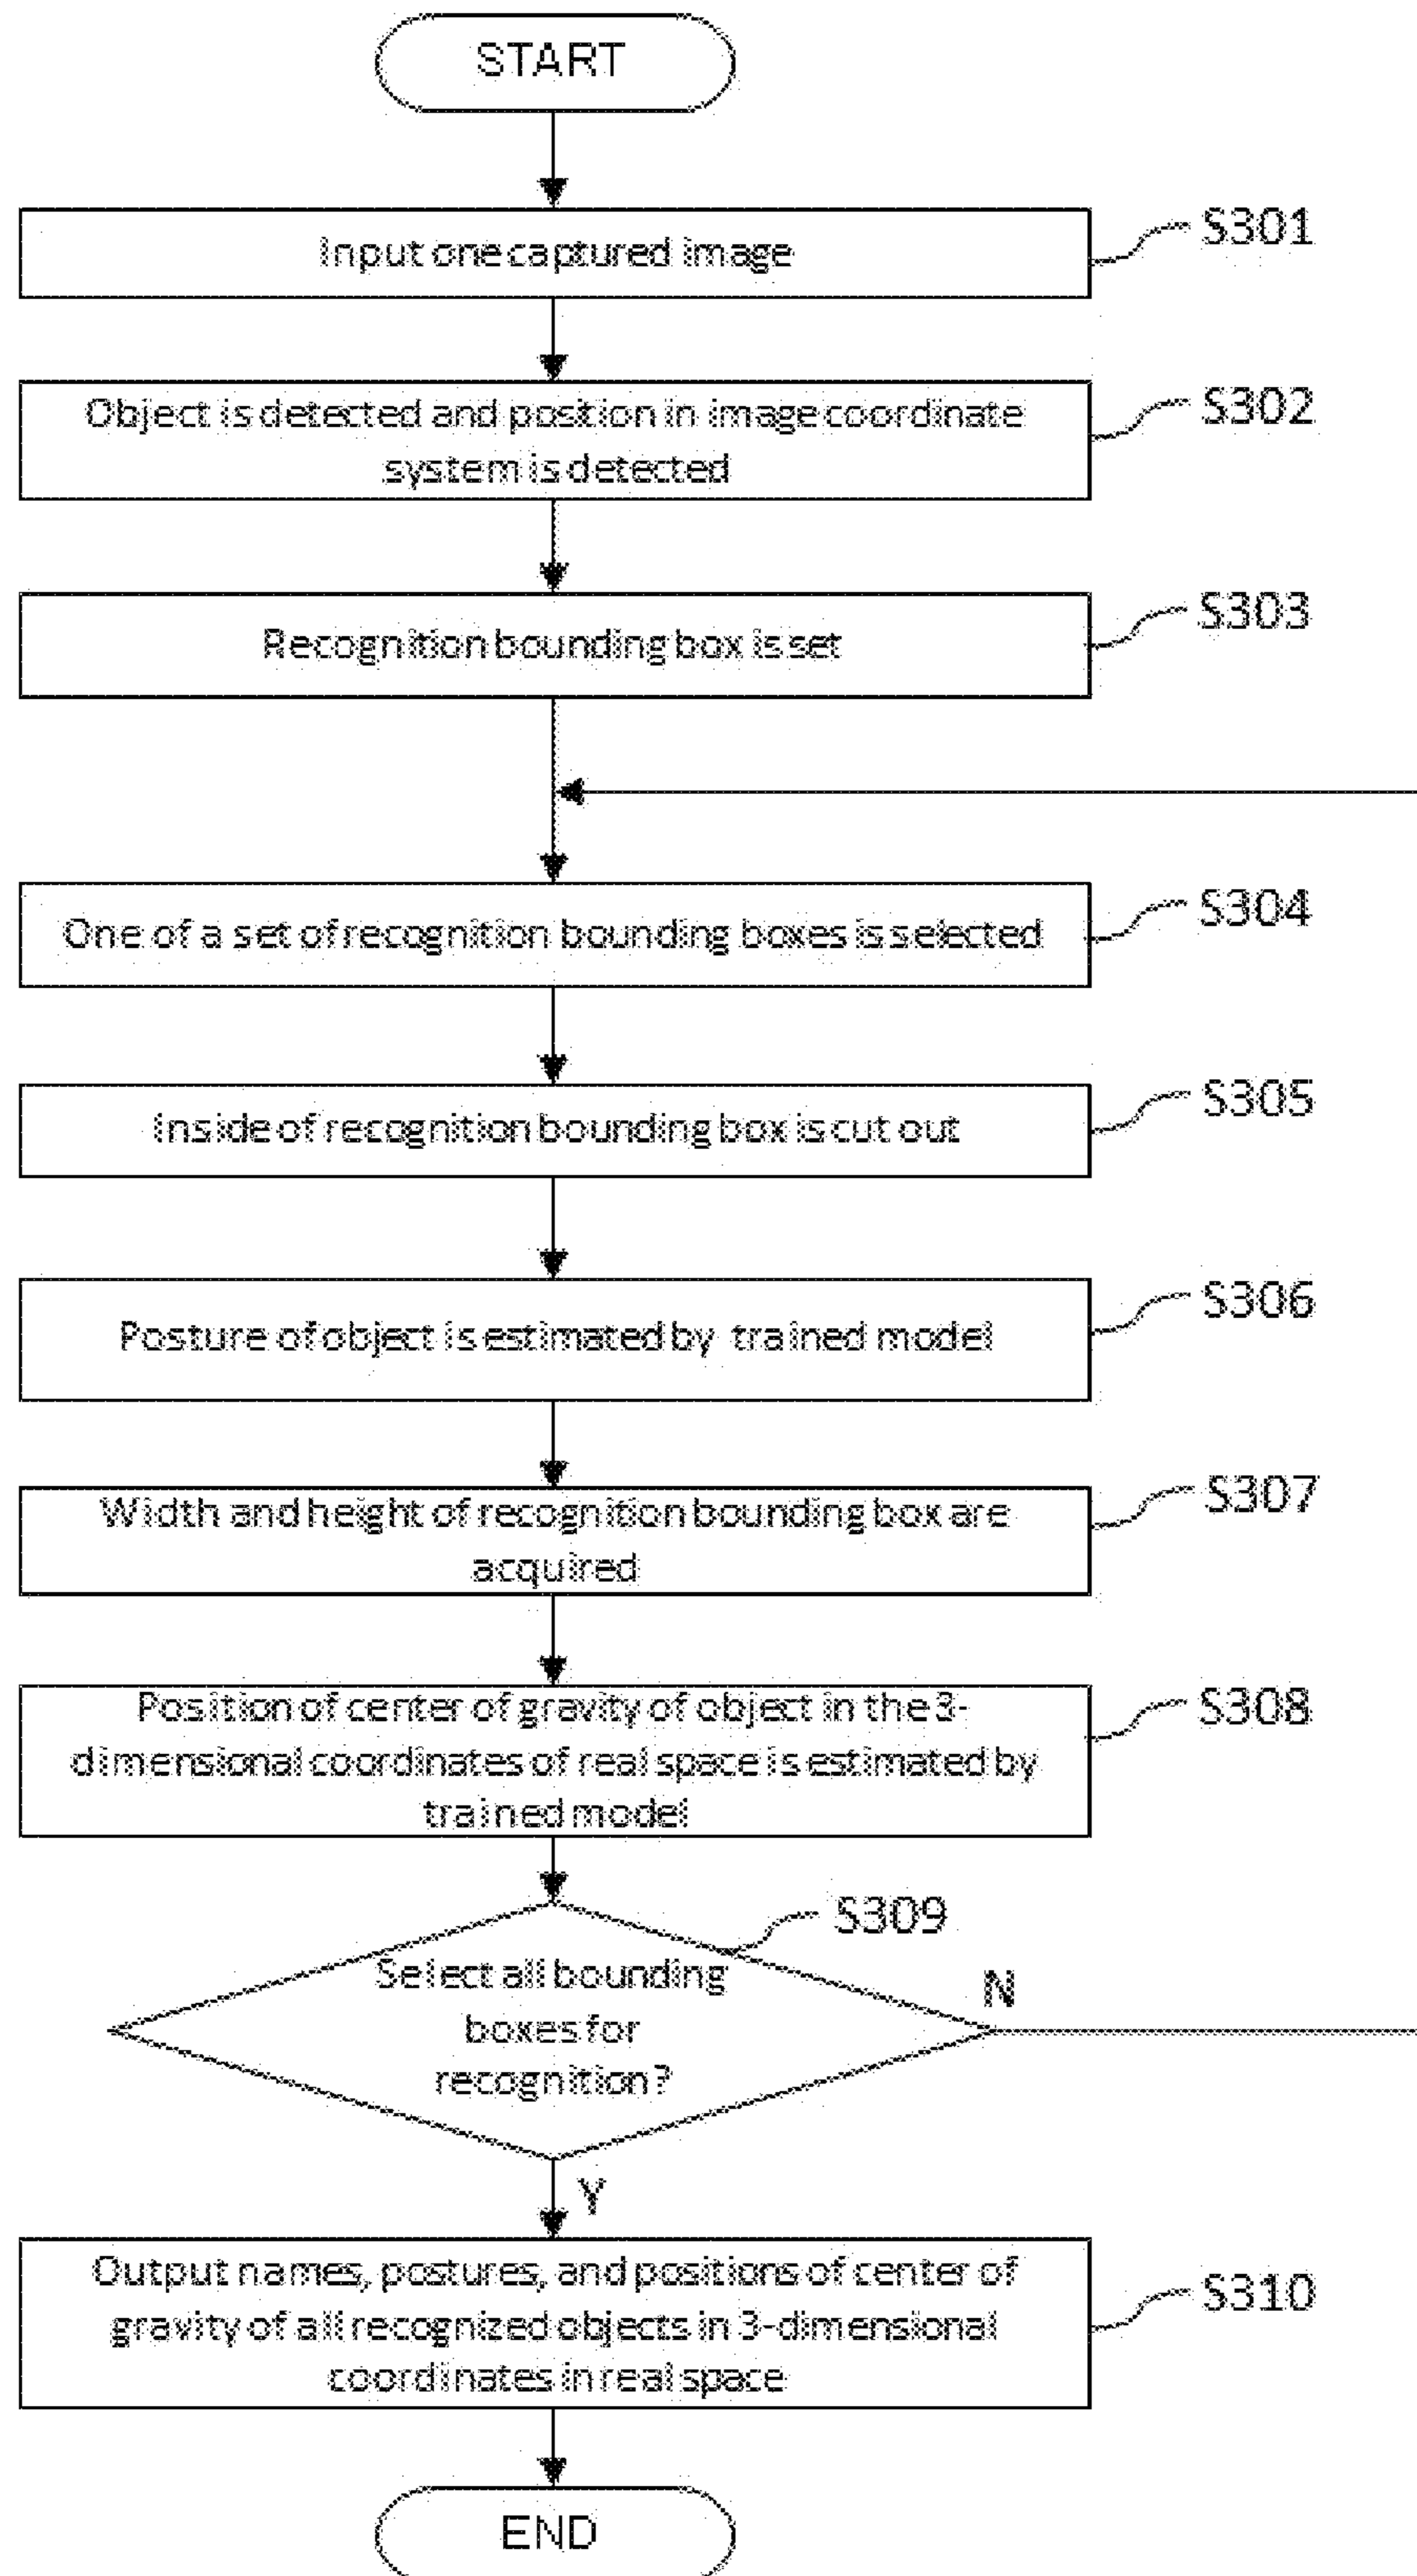 START
Input one captured image
S301
Object is detected and position in image coordinate
system is detected
S302
Recognition bounding box is set
S303
One of a set of recognition bounding boxes is selected
S304
Inside of recognition bounding box is cut out
S305
Posture of object is estimated by trained model
S306
Width and height of recognition bounding box are
acquired
S307
Position of center of gravity of object in the 3-
dimensional coordinates of real space is estimated by
trained model
S308
S309
Select all bounding
boxes for
recognition?
N
Y
Output names, postures, and positions of center of
gravity of all recognized objects in 3-dimensional
coordinates in real space
S310
END